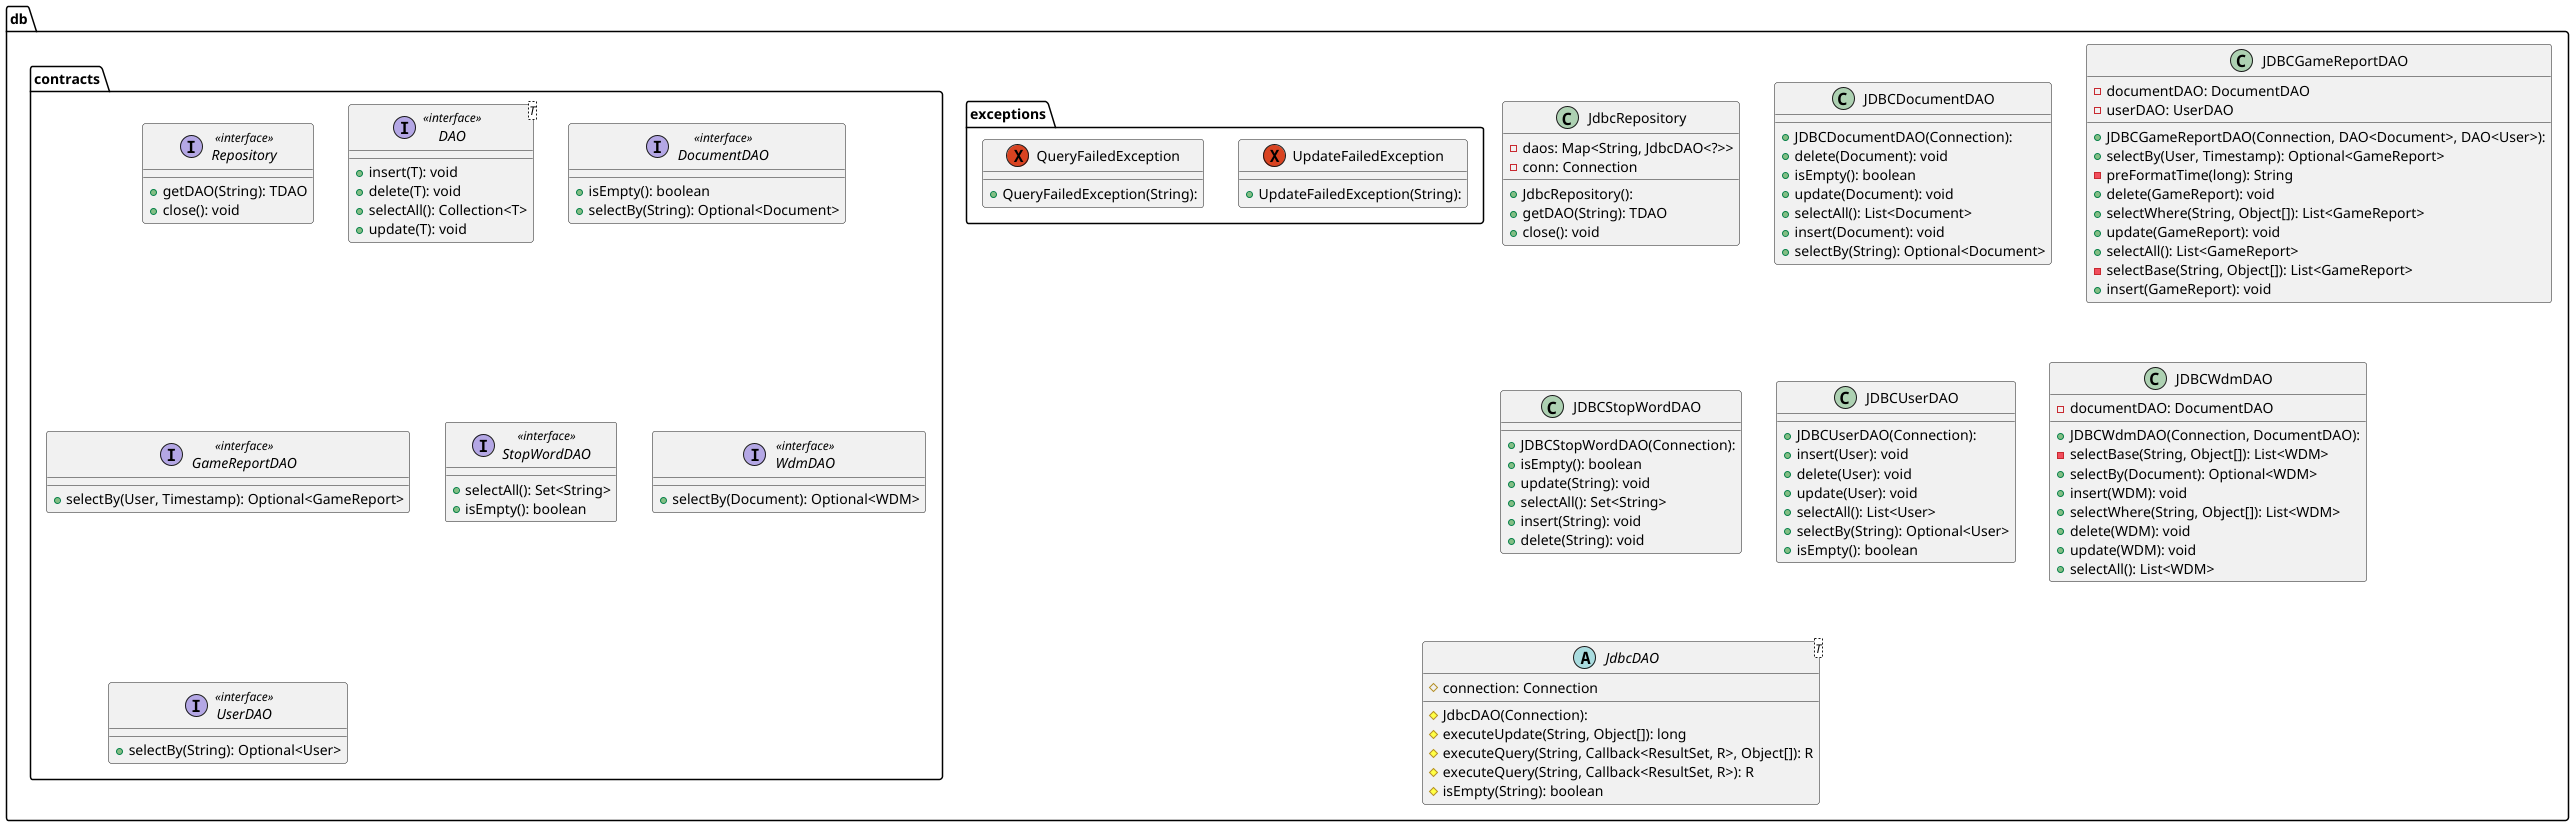 db
contracts
I
«interface»
Repository
getDAO(String): TDAO
close(): void
T
I
«interface»
DAO
insert(T): void
delete(T): void
selectAll(): Collection<T>
update(T): void
I
«interface»
DocumentDAO
isEmpty(): boolean
selectBy(String): Optional<Document>
I
«interface»
GameReportDAO
selectBy(User, Timestamp): Optional<GameReport>
I
«interface»
StopWordDAO
selectAll(): Set<String>
isEmpty(): boolean
I
«interface»
WdmDAO
selectBy(Document): Optional<WDM>
I
«interface»
UserDAO
selectBy(String): Optional<User>
exceptions
X QueryFailedException
QueryFailedException(String):
X UpdateFailedException
UpdateFailedException(String):
C JdbcRepository
daos: Map<String, JdbcDAO<?>>
conn: Connection
JdbcRepository():
getDAO(String): TDAO
close(): void
C JDBCDocumentDAO
JDBCDocumentDAO(Connection):
delete(Document): void
isEmpty(): boolean
update(Document): void
selectAll(): List<Document>
insert(Document): void
selectBy(String): Optional<Document>
C JDBCGameReportDAO
documentDAO: DocumentDAO
userDAO: UserDAO
JDBCGameReportDAO(Connection, DAO<Document>, DAO<User>):
selectBy(User, Timestamp): Optional<GameReport>
preFormatTime(long): String
delete(GameReport): void
selectWhere(String, Object[]): List<GameReport>
update(GameReport): void
selectAll(): List<GameReport>
selectBase(String, Object[]): List<GameReport>
insert(GameReport): void
C JDBCStopWordDAO
JDBCStopWordDAO(Connection):
isEmpty(): boolean
update(String): void
selectAll(): Set<String>
insert(String): void
delete(String): void
C JDBCUserDAO
JDBCUserDAO(Connection):
insert(User): void
delete(User): void
update(User): void
selectAll(): List<User>
selectBy(String): Optional<User>
isEmpty(): boolean
C JDBCWdmDAO
documentDAO: DocumentDAO
JDBCWdmDAO(Connection, DocumentDAO):
selectBase(String, Object[]): List<WDM>
selectBy(Document): Optional<WDM>
insert(WDM): void
selectWhere(String, Object[]): List<WDM>
delete(WDM): void
update(WDM): void
selectAll(): List<WDM>
T
A JdbcDAO
connection: Connection
JdbcDAO(Connection):
executeUpdate(String, Object[]): long
executeQuery(String, Callback<ResultSet, R>, Object[]): R
executeQuery(String, Callback<ResultSet, R>): R
isEmpty(String): boolean